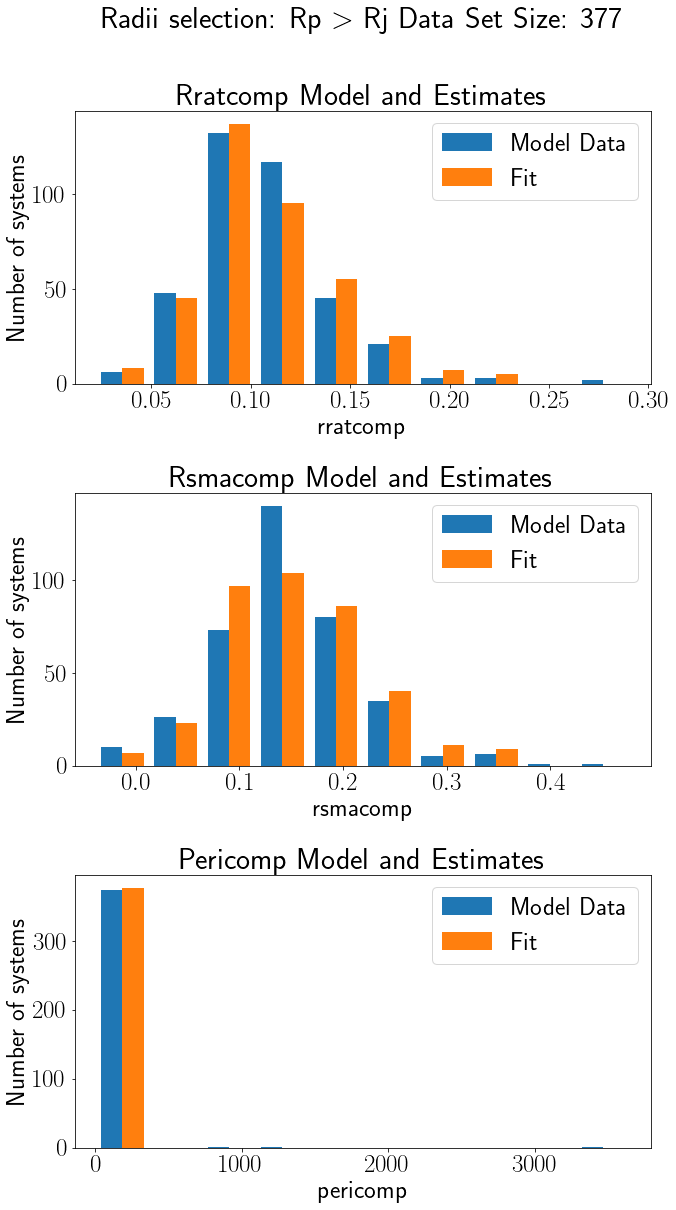 Radii selection: Rp > Rj Data Set Size: 377
Rratcomp Model and Estimates
Number of systems
100
50
0
Model Data
Fit
0.05 0.10 0.15 0.20 0.25 0.30
rratcomp
Rsmacomp Model and Estimates
Number of systems
100
50
0
Model Data
Fit
0.0 0.1 0.2 0.3 0.4
rsmacomp
Pericomp Model and Estimates
Number of systems
300
200
100
0
Model Data
Fit
0 1000 2000 3000
pericomp